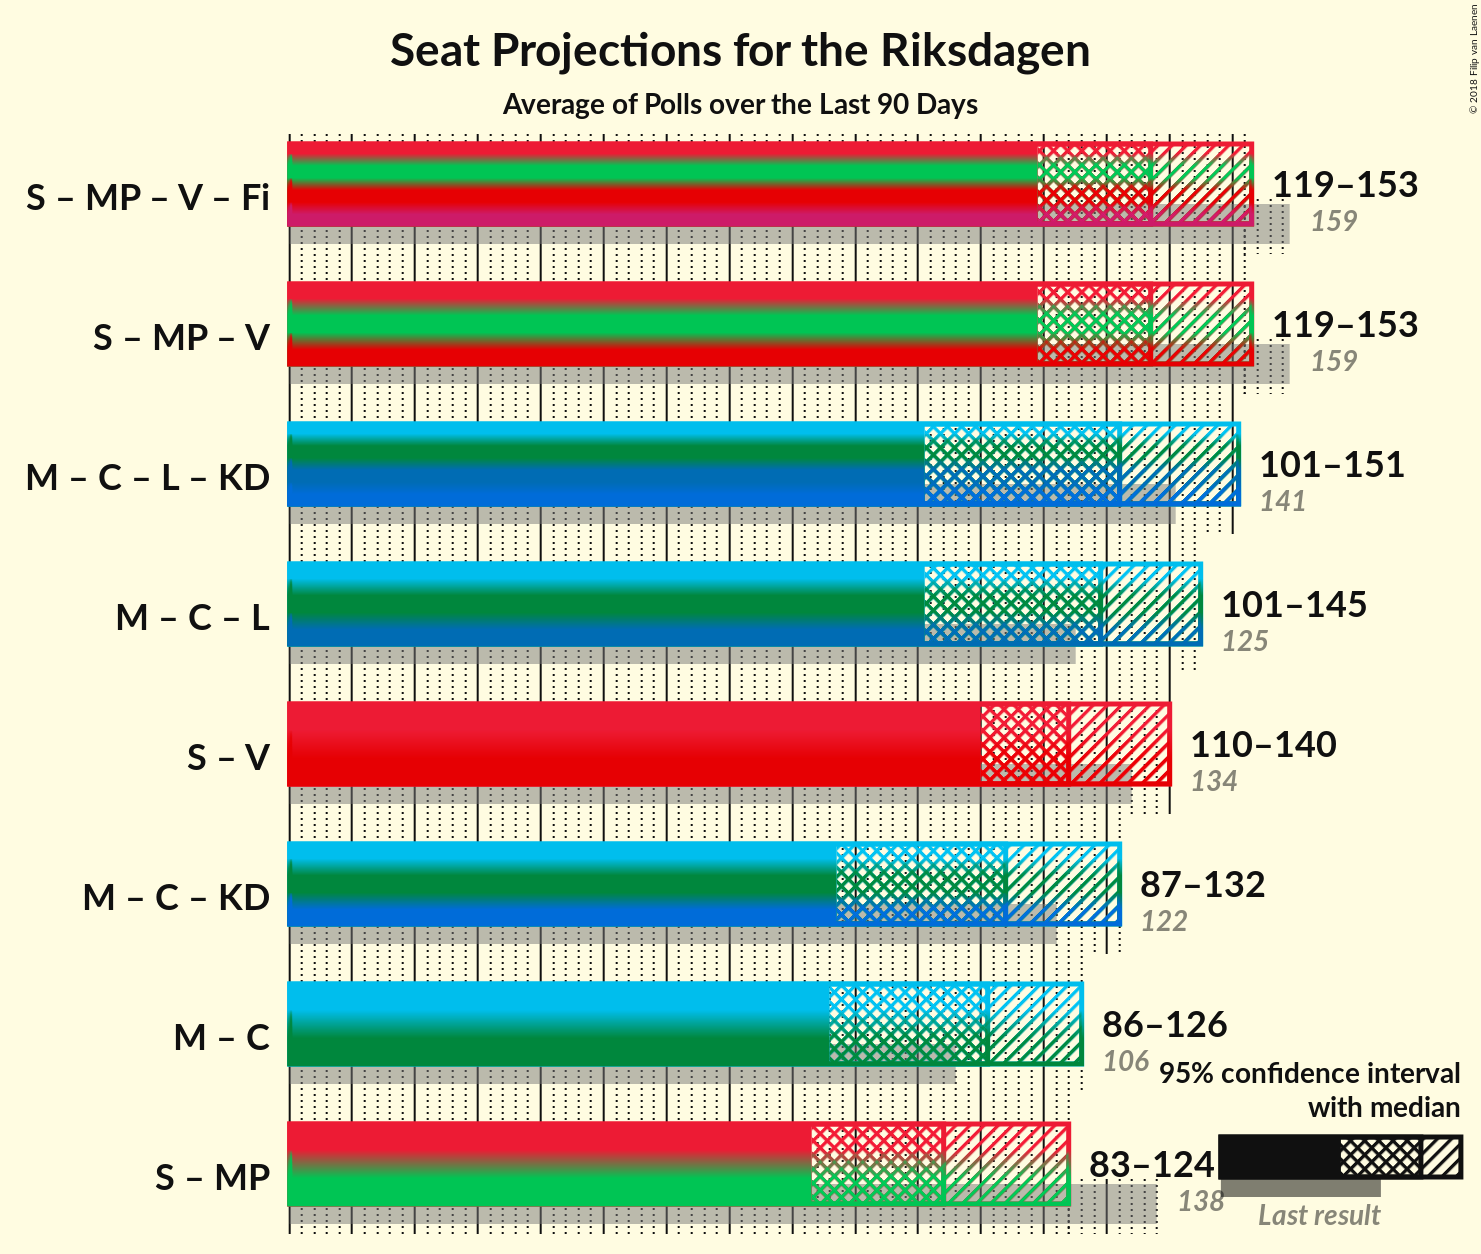 Seat Projections for the Riksdagen
Average of Polls over the Last 90 Days
© 2018 Filip van Laenen
S – MP – V – Fi
119–153
159
S – MP – V
119–153
159
M – C – L – KD
101–151
141
M – C – L
101–145
125
S – V
110–140
134
M – C – KD
87–132
122
M – C
86–126
106
S – MP
83–124
138
95% confidence interval
with median
Last result